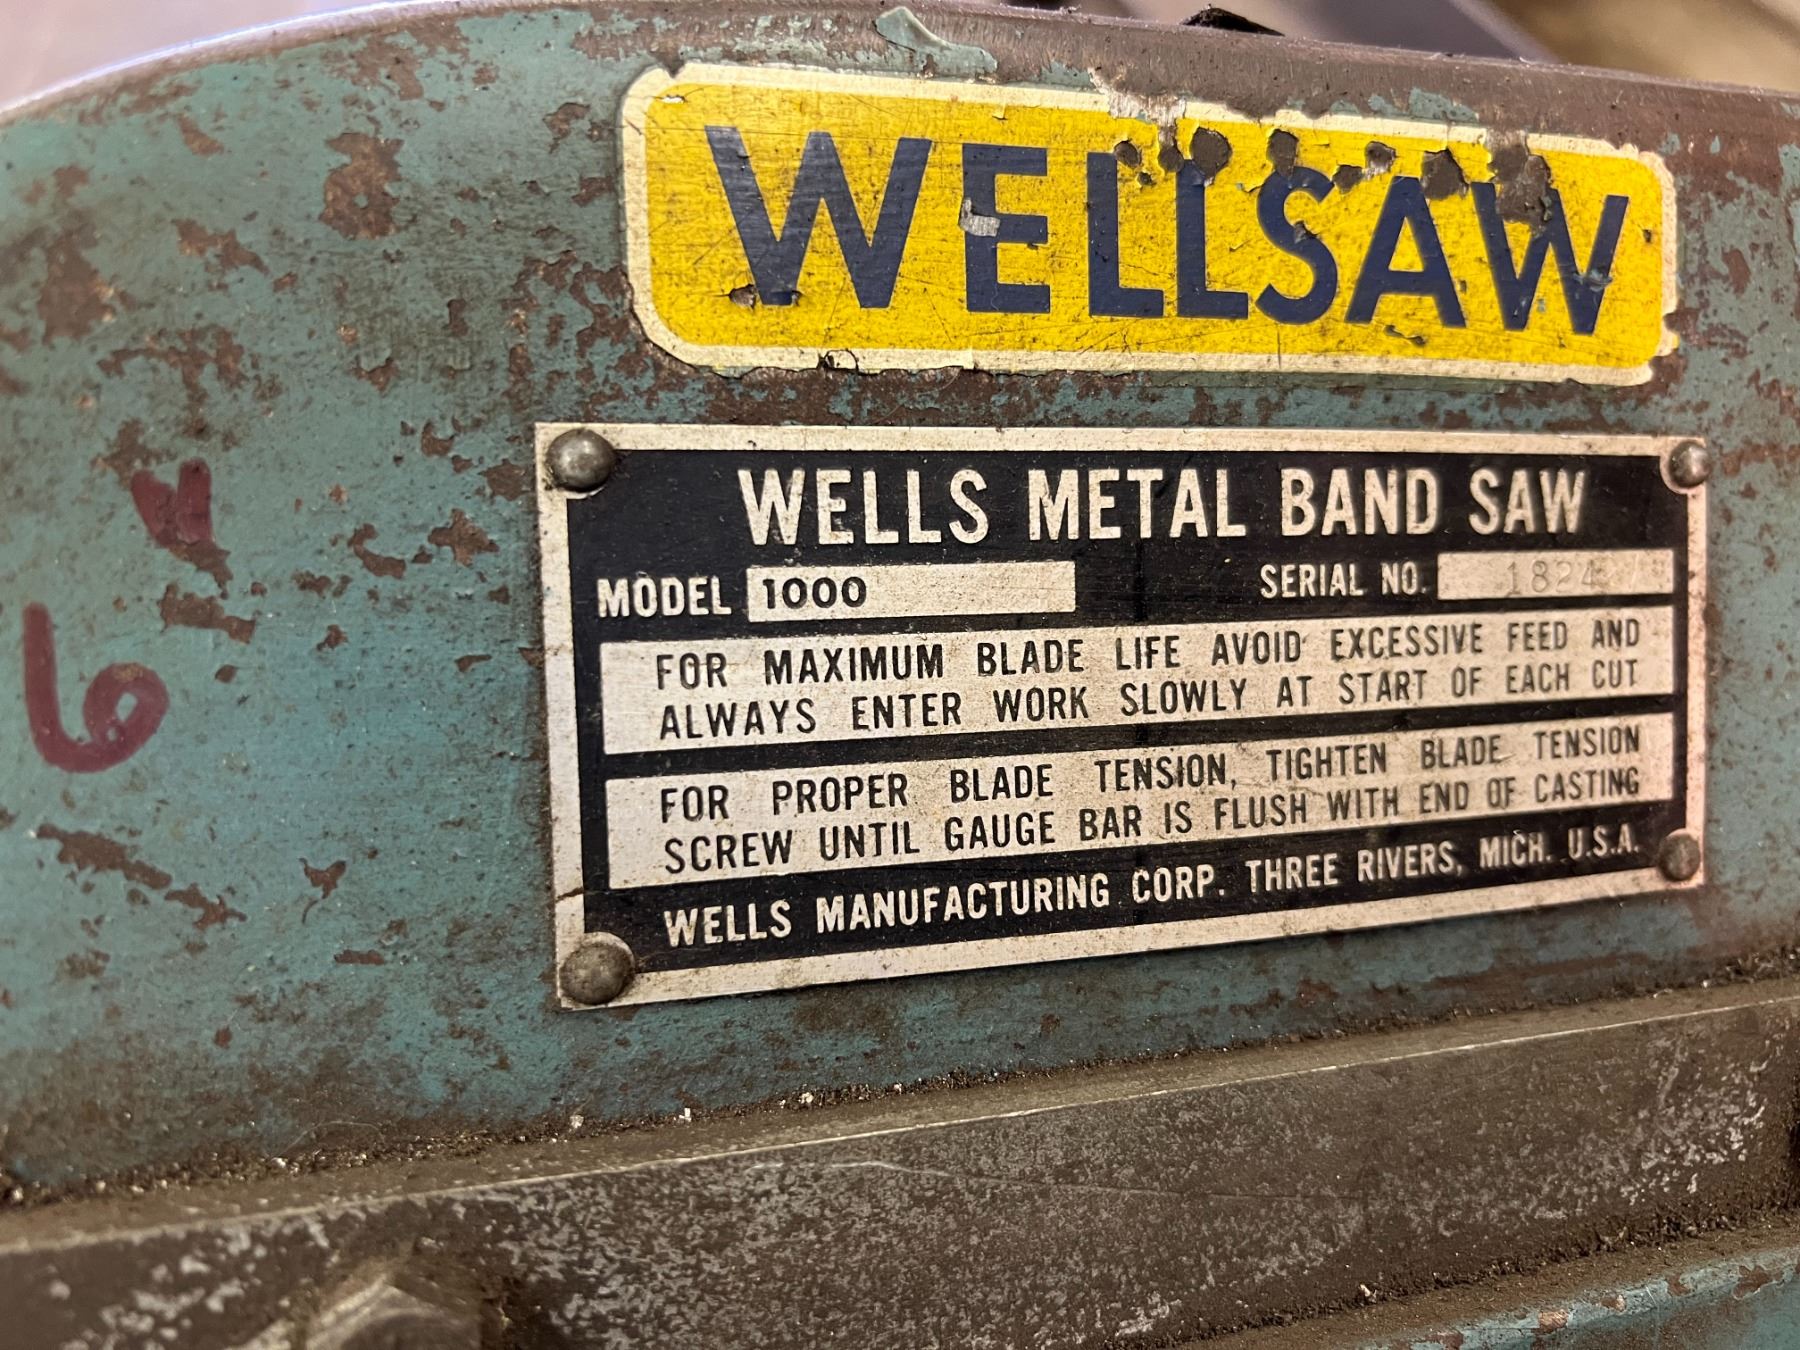 WELLSAW
WELLS METAL BAND SAW
MODEL 1000 SERIAL NO.
FOR MAXIMUM BLADE LIFE AVOID EXCESSIVE FEED AND
ALWAYS ENTER WORK SLOWLY AT START OF EACH CUT
FOR PROPER BLADE TENSION, TIGHTEN BLADE TENSION
SCREW UNTIL GAUGE BAR IS FLUSH WITH END OF CASTING
WELLS MANUFACTURING CORP. THREE RIVERS, MICH. U.S.A.
6